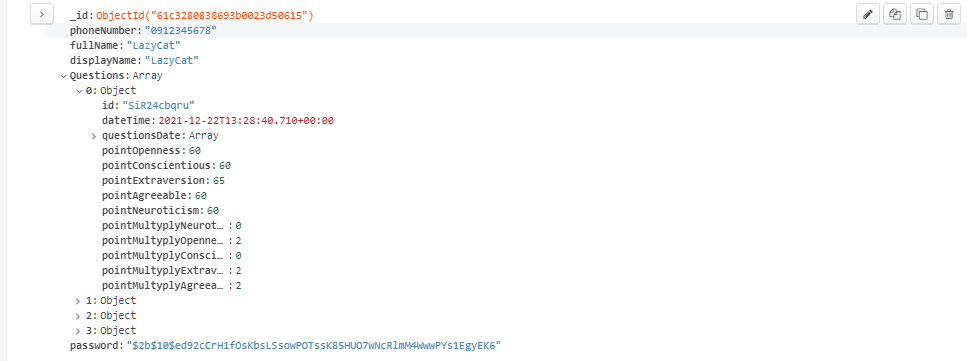 _id: ObjectId("61c3280838693b0023d50615")
phoneNumber: "0912345678"
fullName: "LazyCat"
displayName: "LazyCat"
Questions: Array
0: Object
id: "SiR24cbqru"
dateTime: 2021-12-22T13:28:40.710+00:00
questionsDate: Array
pointOpenness: 60
pointConscientious: 60
pointExtraversion: 65
pointAgreeable: 60
pointNeuroticism: 60
pointMultyplyNeurot… : 0
pointMultyplyOpenne… : 2
pointMultyplyConsci… : 0
pointMultyplyExtrav… : 2
pointMultyplyAgreea… : 2
1: Object
2: Object
3: Object
password: "$2b$10$ed92cCrH1fOsKbsLSsowPOTssK85HUO7wNcRlmM4WwwPYs1EgyEK6"